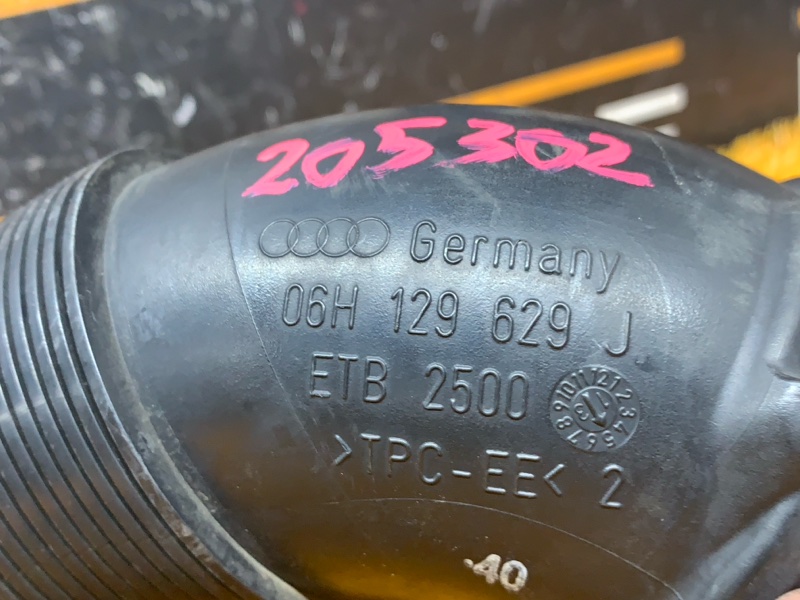 205302
Germany
06H 129 629 J
ETB 2500
>TPC-EE< 2
40